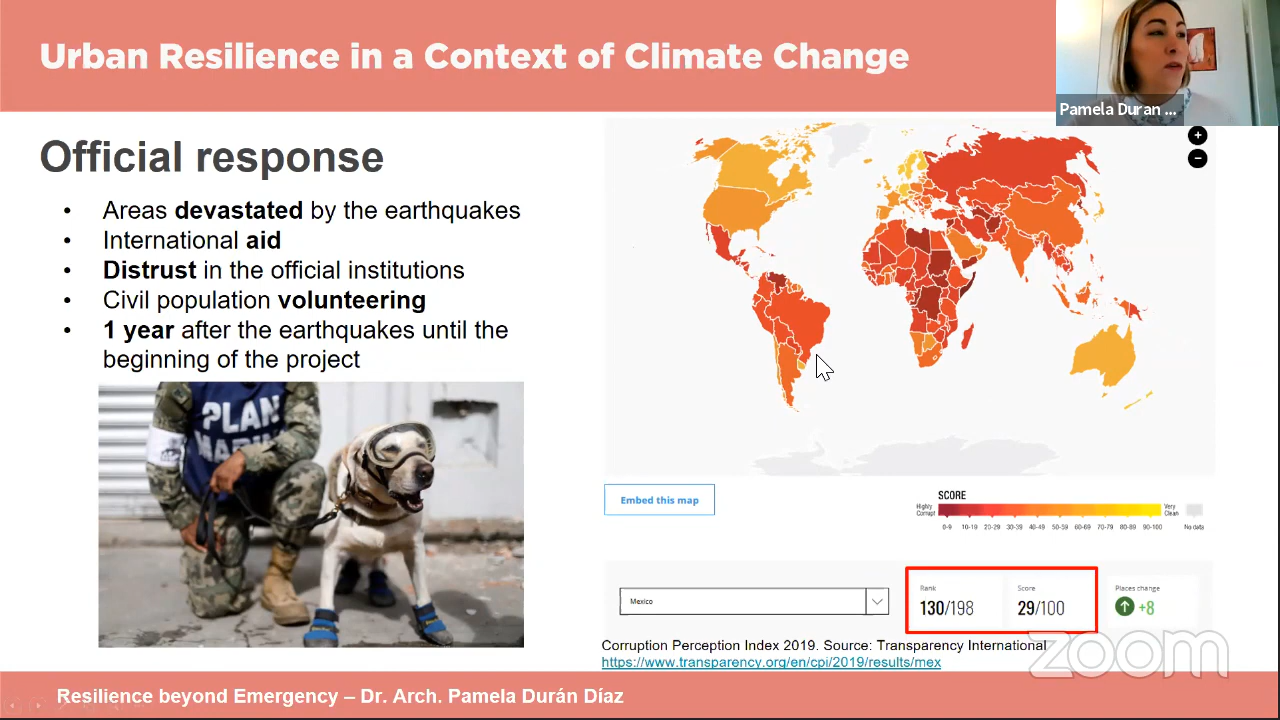 Urban Resilience in a Context of Climate Change
Pamela Duran ...
Official response
• Areas devastated by the earthquakes
• International aid
• Distrust in the official institutions
• Civil population volunteering
• 1 year after the earthquakes until the
beginning of the project
PLAN
MARIN
+
−
Embed this map
SCORE
Highly Corrupt
Very Clean
0-9 10-19 20-29 30-39 40-49 50-59 60-69 70-79 80-89 90-100 No data
Mexico
Rank
130/198
Score
29/100
Places change
+8
Corruption Perception Index 2019. Source: Transparency International
https://www.transparency.org/en/cpi/2019/results/mex
zoom
Resilience beyond Emergency – Dr. Arch. Pamela Durán Díaz